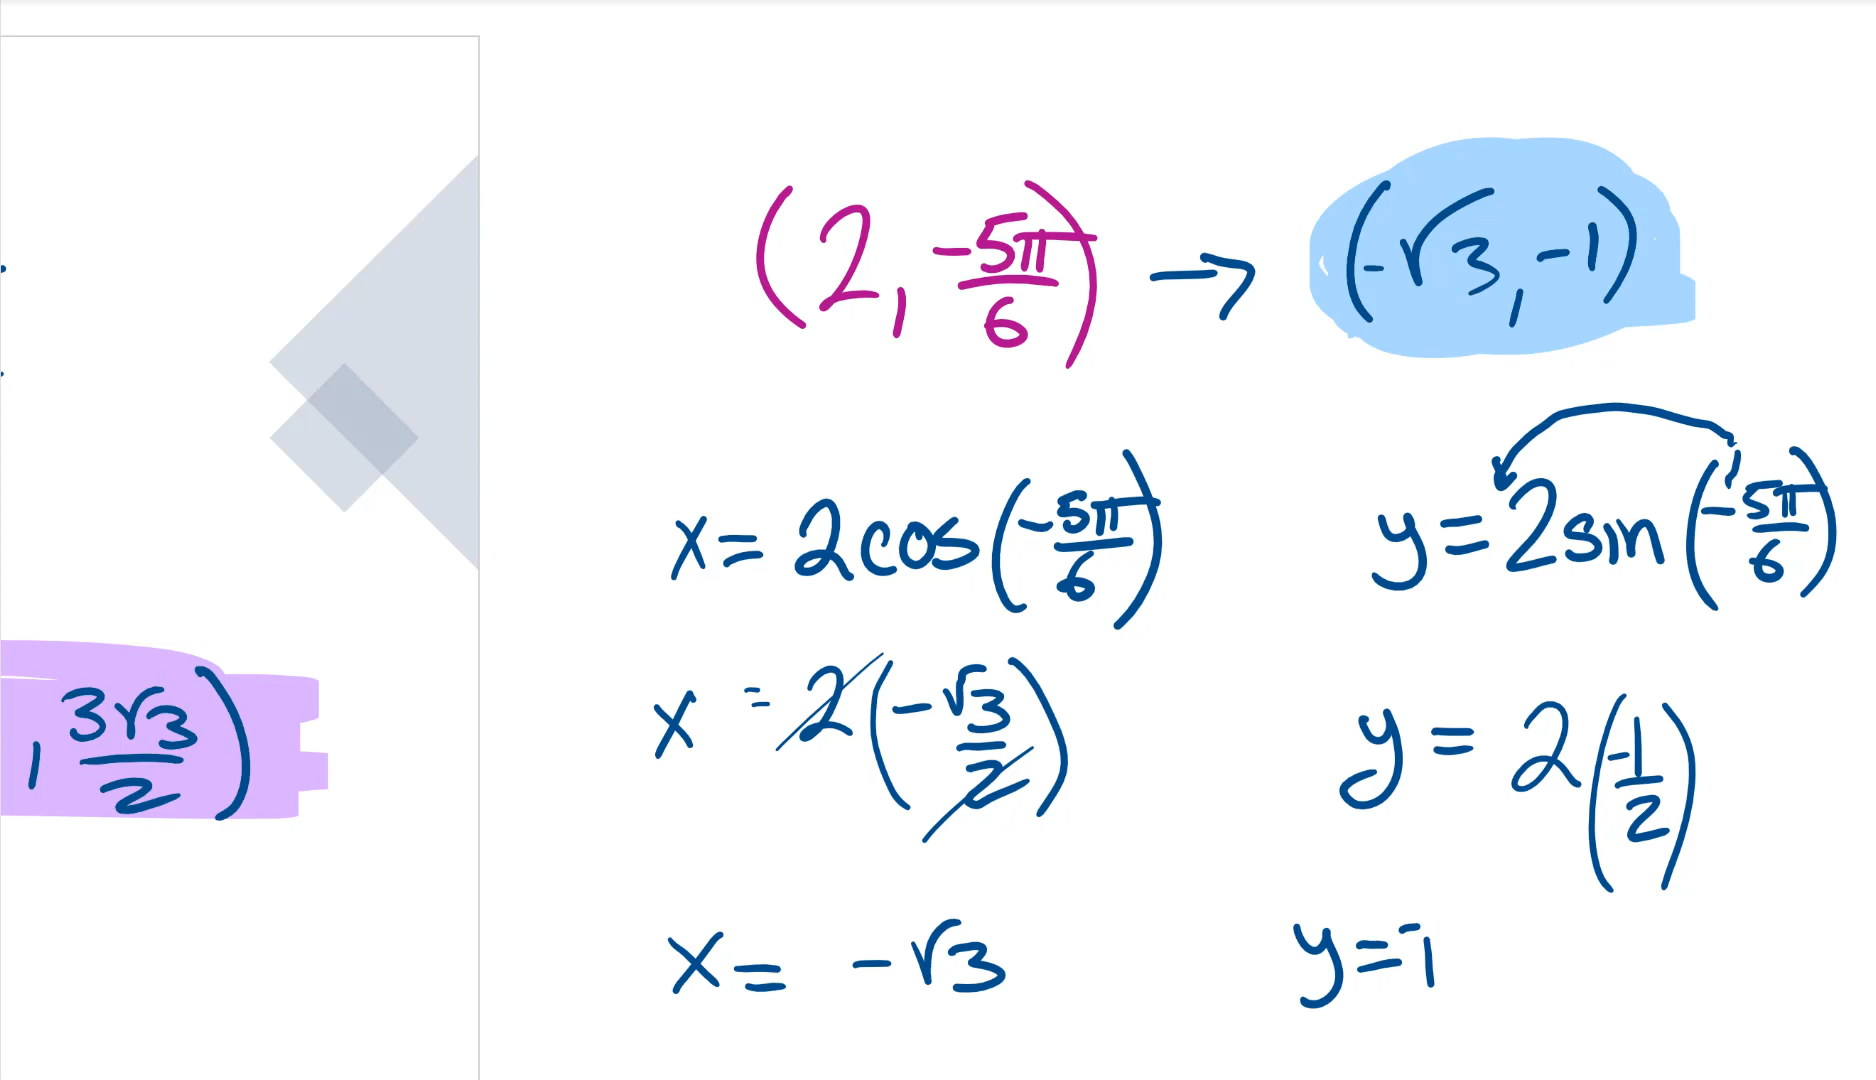 (2, -5π/6) → (-√3, -1)
x = 2cos(-5π/6)
y = 2sin(-5π/6)
x = 2(-√3/2)
y = 2(-1/2)
, 3√3/2)
x = -√3
y = -1